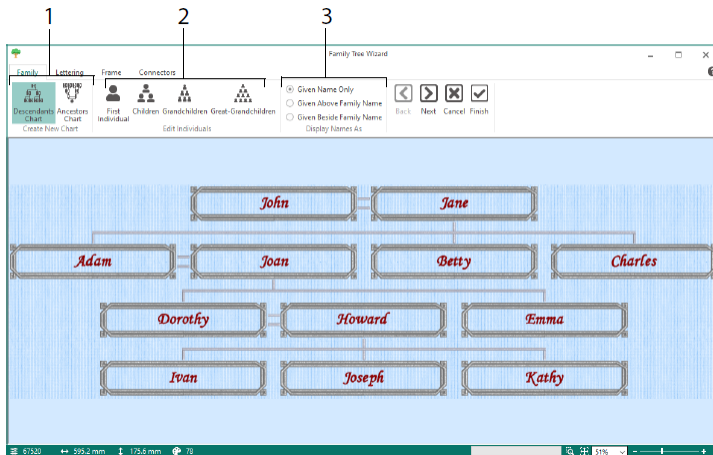 1 2 3
Family Tree Wizard
Family Lettering Frame Connectors
Descendants Chart
Ancestors Chart
First Individual
Children
Grandchildren
Great-Grandchildren
Given Name Only
Given Above Family Name
Given Beside Family Name
Back
Next
Cancel
Finish
Create New Chart
Edit Individuals
Display Names As
John Jane
Adam Joan Betty Charles
Dorothy Howard Emma
Ivan Joseph Kathy
67520 595.2 mm 175.6 mm 78 51%